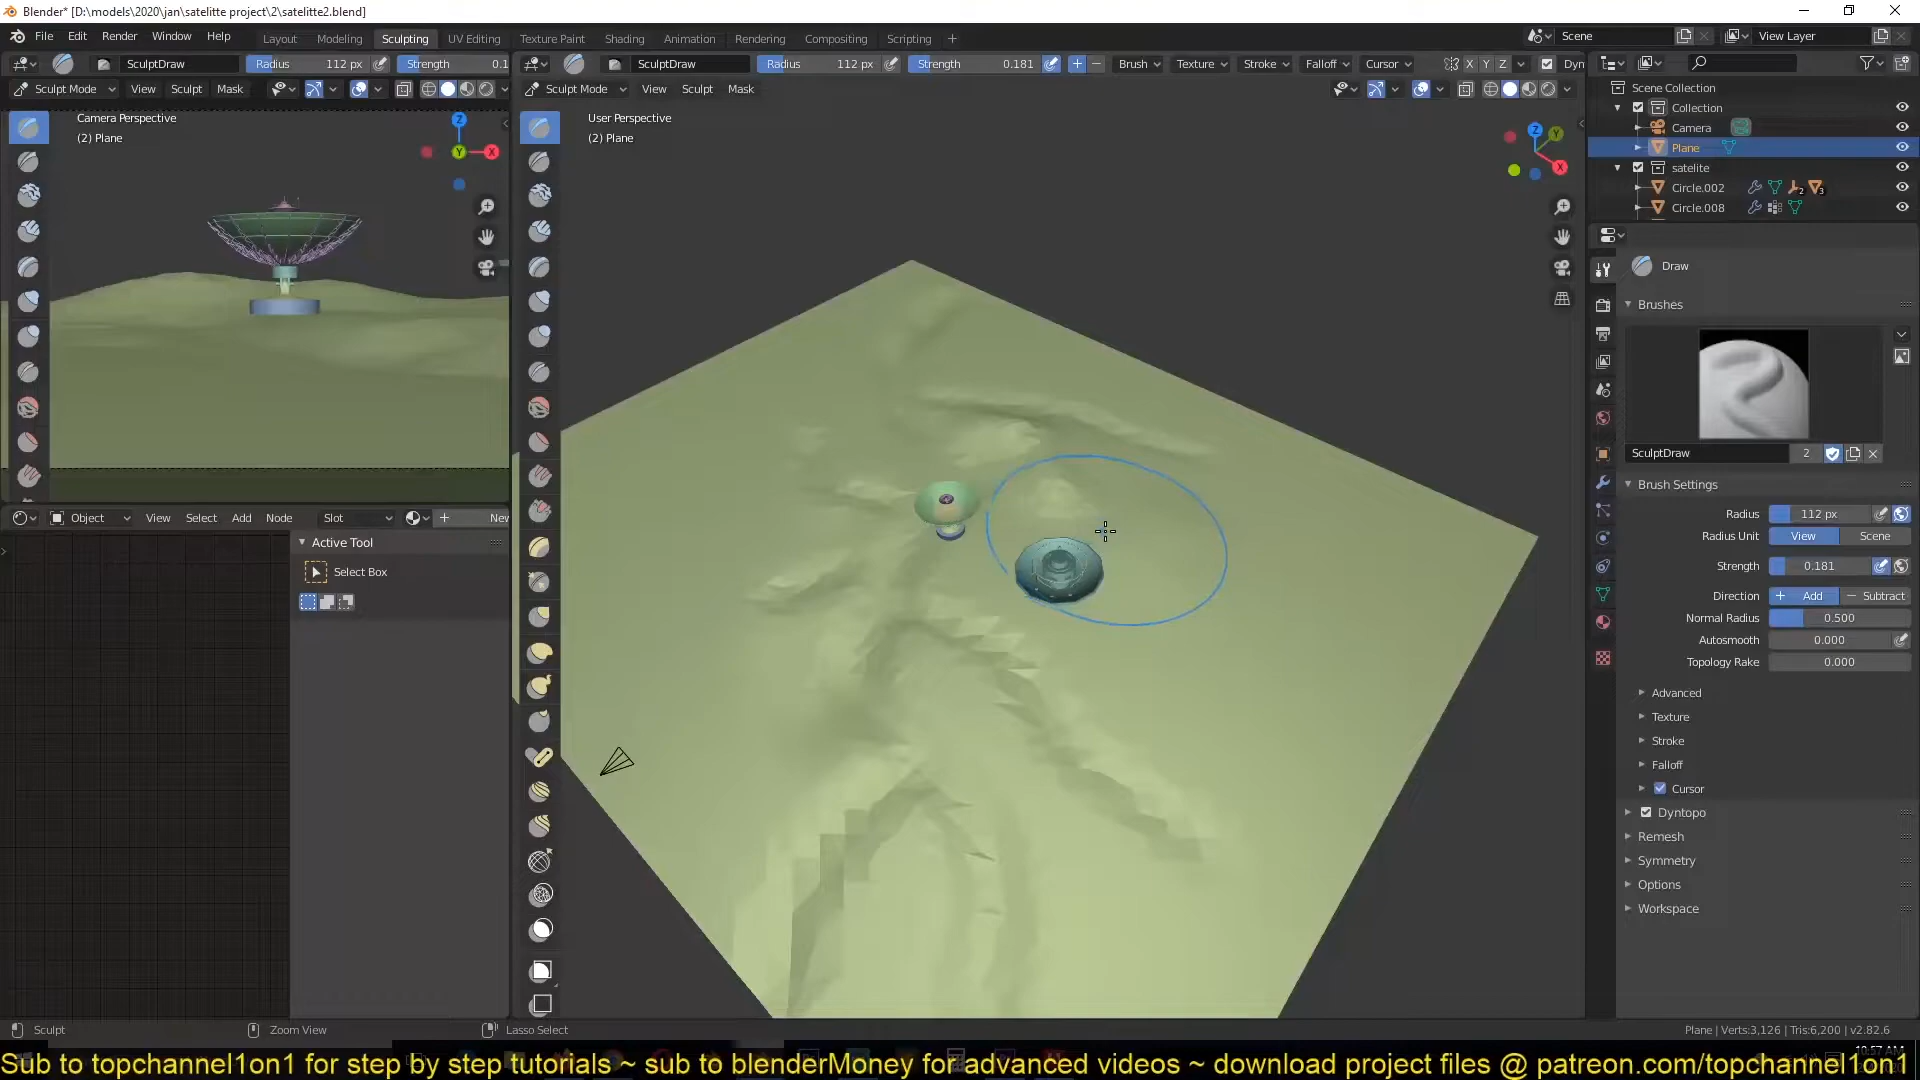 Blender* [D:\models\2020\jan\satelitte project\2\satelitte2.blend]
File Edit Render Window Help
Layout Modeling Sculpting UV Editing Texture Paint Shading Animation Rendering Compositing Scripting
Scene
View Layer
SculptDraw Radius 112 px Strength 0.1
SculptDraw Radius 112 px Strength 0.181 Brush Texture Stroke Falloff Cursor X Y Z Dyn
Sculpt Mode View Sculpt Mask
Sculpt Mode View Sculpt Mask
Camera Perspective
(2) Plane
User Perspective
(2) Plane
Scene Collection
Collection
Camera
Plane
satelite
Circle.002
Circle.008
Draw
Brushes
SculptDraw 2
Brush Settings
Radius 112 px
Radius Unit View Scene
Strength 0.181
Direction Add Subtract
Normal Radius 0.500
Autosmooth 0.000
Topology Rake 0.000
Advanced
Texture
Stroke
Falloff
Cursor
Dyntopo
Remesh
Symmetry
Options
Workspace
Object View Select Add Node Slot New
Active Tool
Select Box
Sculpt Zoom View Lasso Select
Plane | Verts:3,126 | Tris:6,200 | v2.82.6
Sub to topchannel1on1 for step by step tutorials ~ sub to blenderMoney for advanced videos ~ download project files @ patreon.com/topchannel1on1